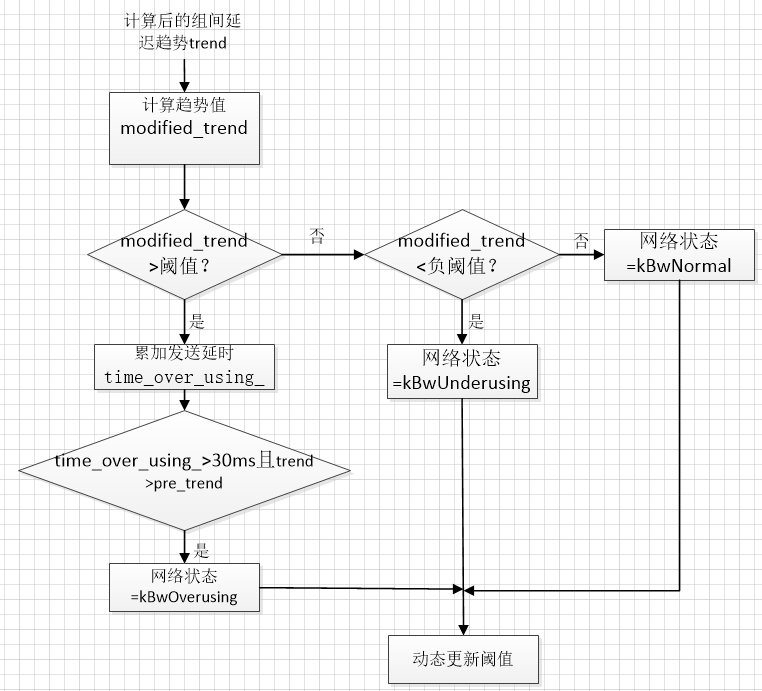 计算后的组间延
迟趋势trend
计算趋势值
modified_trend
modified_trend
>阈值？
否
modified_trend
<负阈值？
否
网络状态
=kBwNormal
是
是
累加发送延时
time_over_using_
网络状态
=kBwUnderusing
time_over_using_>30ms且trend
>pre_trend
是
网络状态
=kBwOverusing
动态更新阈值